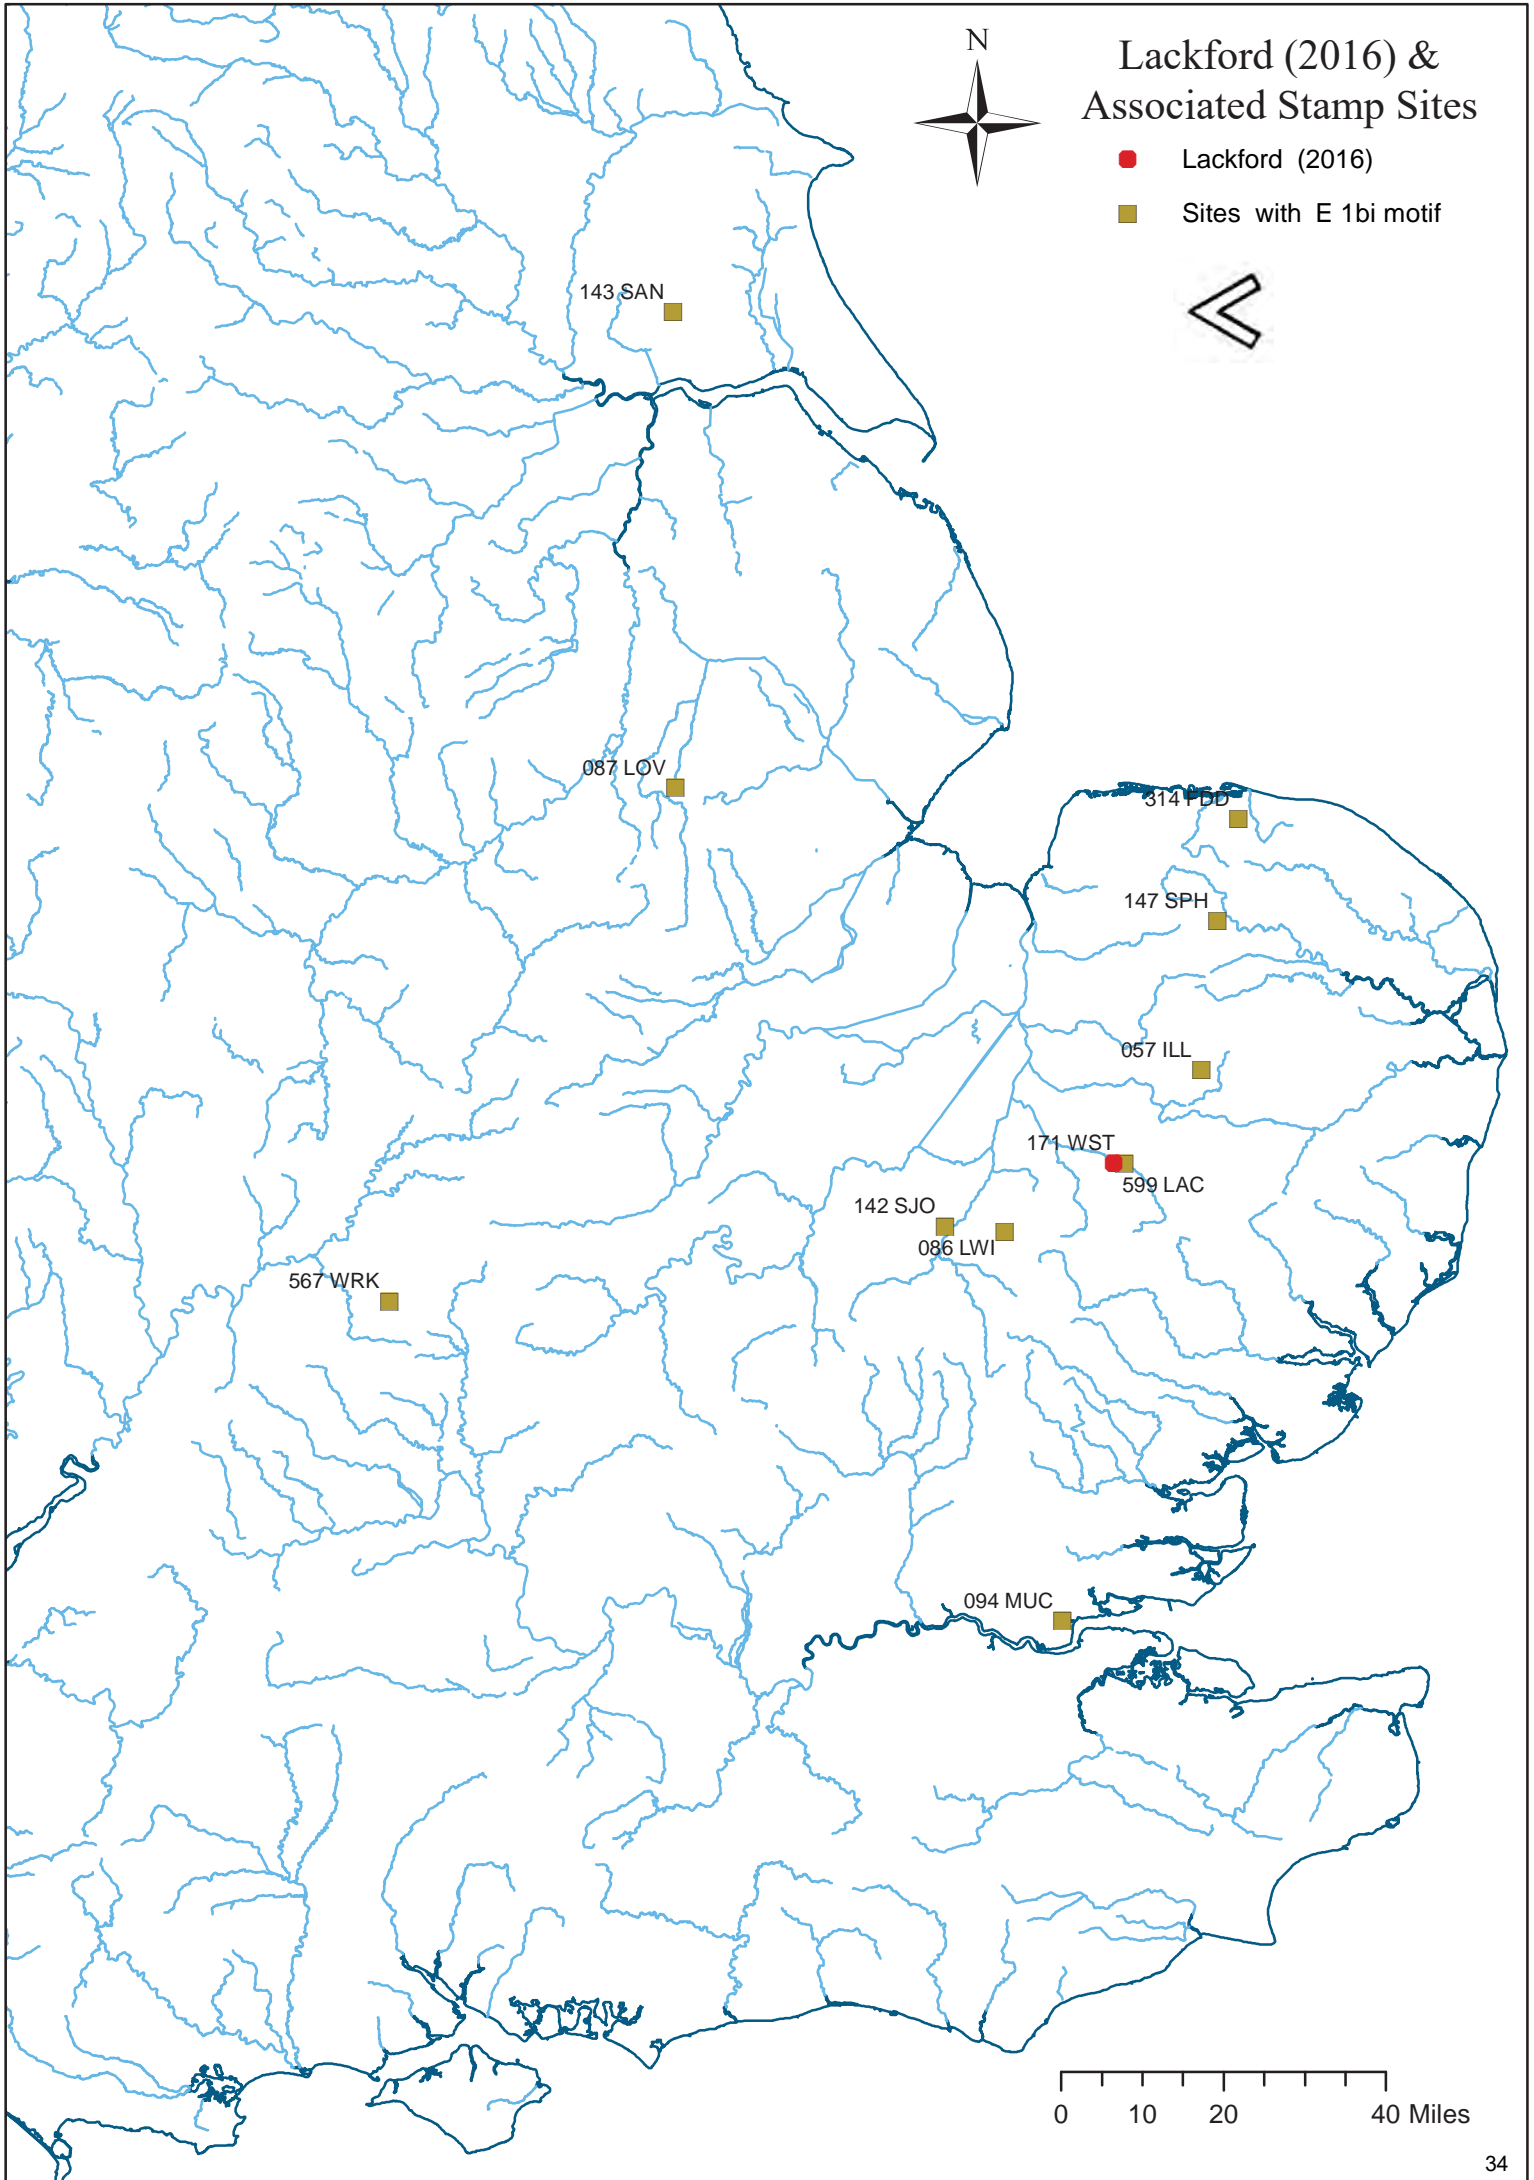 N
Lackford (2016) &
Associated Stamp Sites
Lackford (2016)
Sites with E 1bi motif
143 SAN
087 LOV
314 FDD
147 SPH
057 ILL
171 WST
599 LAC
142 SJO
086 LWI
567 WRK
094 MUC
0 10 20 40 Miles
34